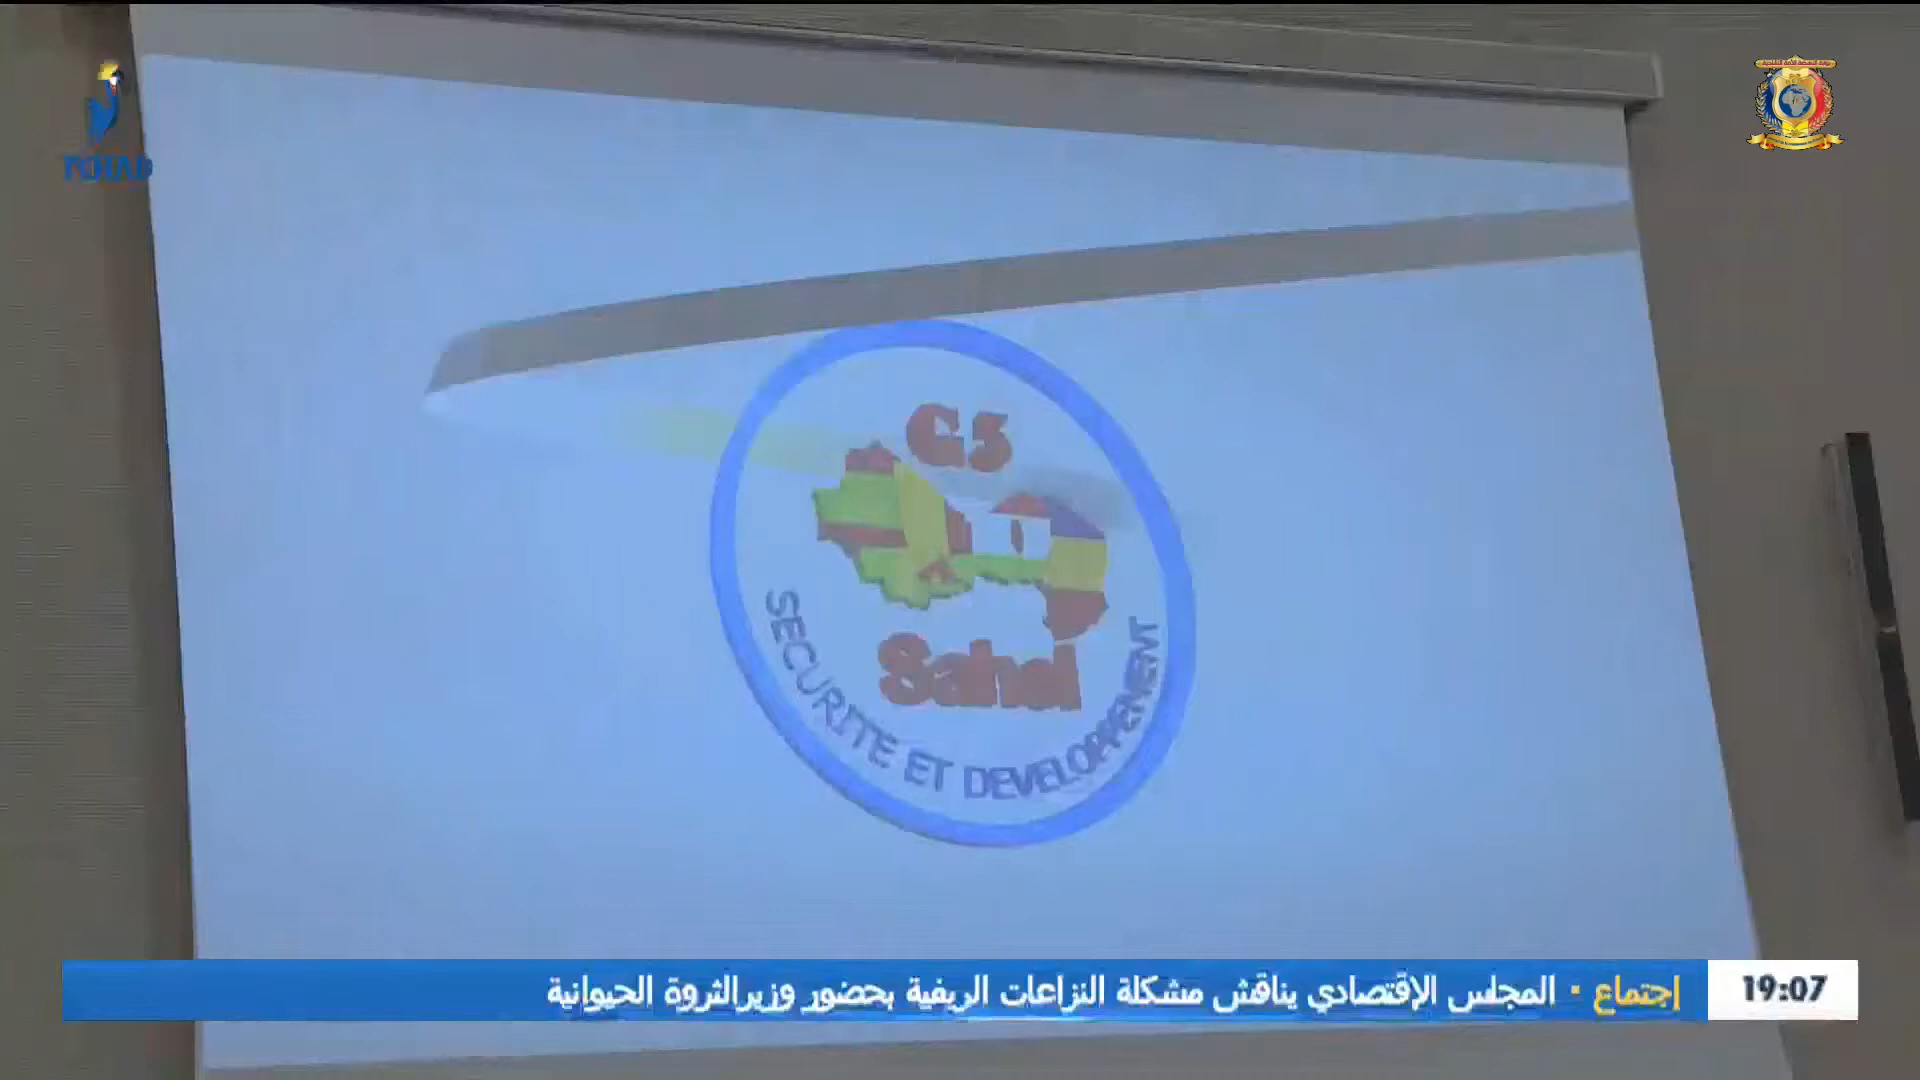 TCHAD
G5
Sahel
SECURITE ET DEVELOPPEMENT
إجتماع · المجلس الإقتصادي يناقش مشكلة النزاعات الريفية بحضور وزيرالثروة الحيوانية
19:07